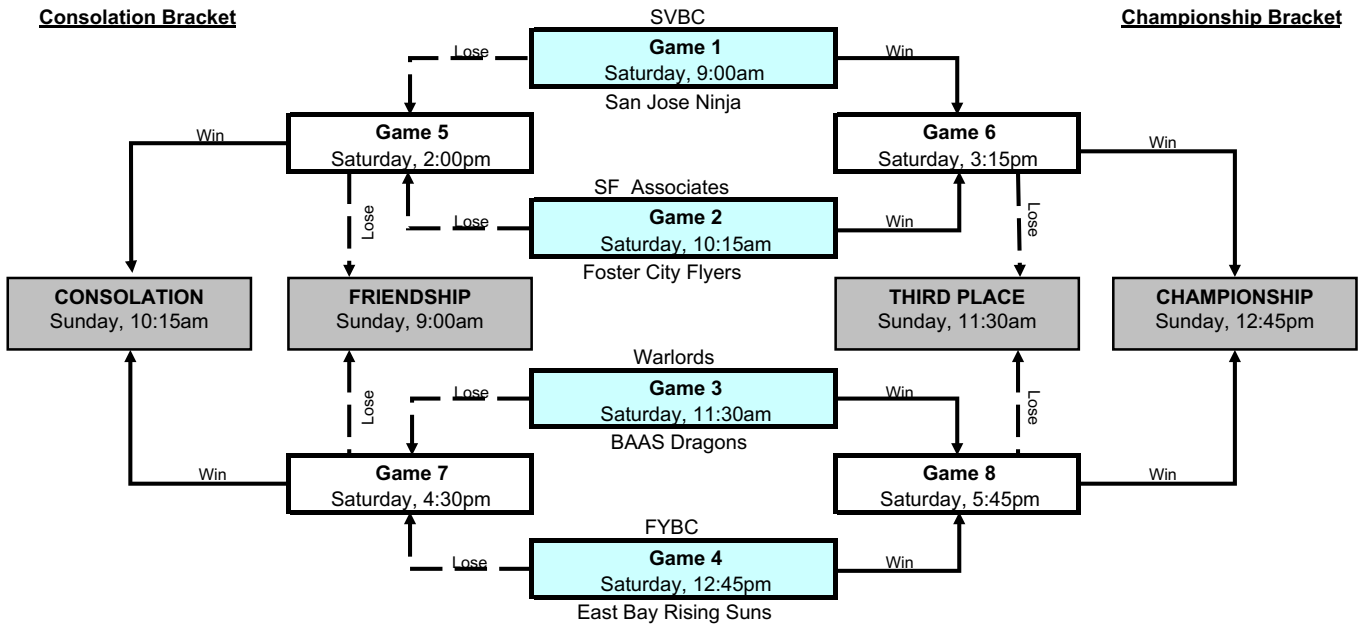 Consolation Bracket
SVBC
Championship Bracket
Lose
Game 1
Saturday, 9:00am
Win
San Jose Ninja
Win
Game 5
Saturday, 2:00pm
Game 6
Saturday, 3:15pm
Win
SF Associates
Lose
Lose
Game 2
Saturday, 10:15am
Win
Lose
Foster City Flyers
CONSOLATION
Sunday, 10:15am
FRIENDSHIP
Sunday, 9:00am
THIRD PLACE
Sunday, 11:30am
CHAMPIONSHIP
Sunday, 12:45pm
Warlords
Lose
Lose
Game 3
Saturday, 11:30am
Win
Lose
BAAS Dragons
Win
Game 7
Saturday, 4:30pm
Game 8
Saturday, 5:45pm
Win
FYBC
Lose
Game 4
Saturday, 12:45pm
Win
East Bay Rising Suns